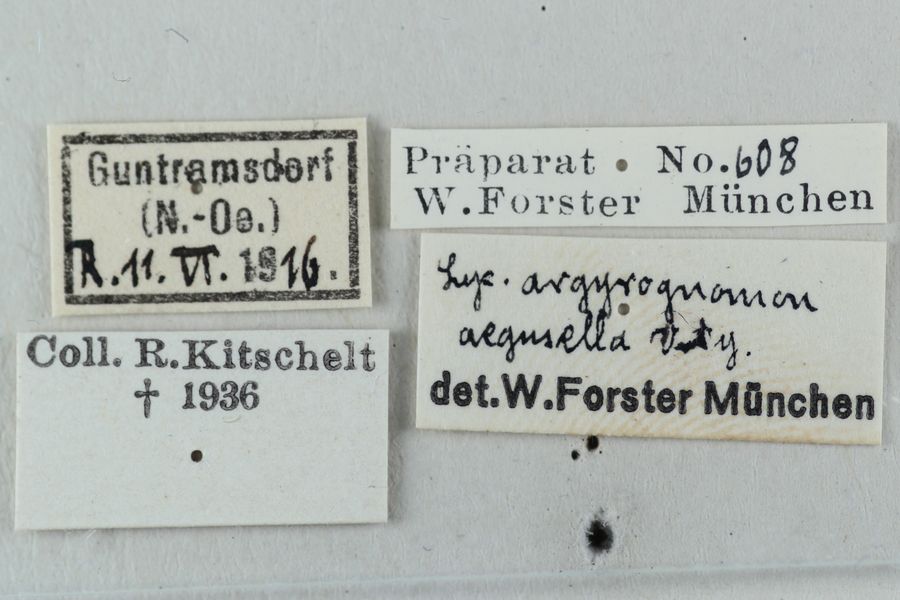 Guntramsdorf
(N.-Oe.)
R. 11. VI. 1916.
Präparat No. 608
W. Forster München
Coll. R. Kitschelt
† 1936
Lyc. argyrognomon
aegusella Vty.
det. W. Forster München